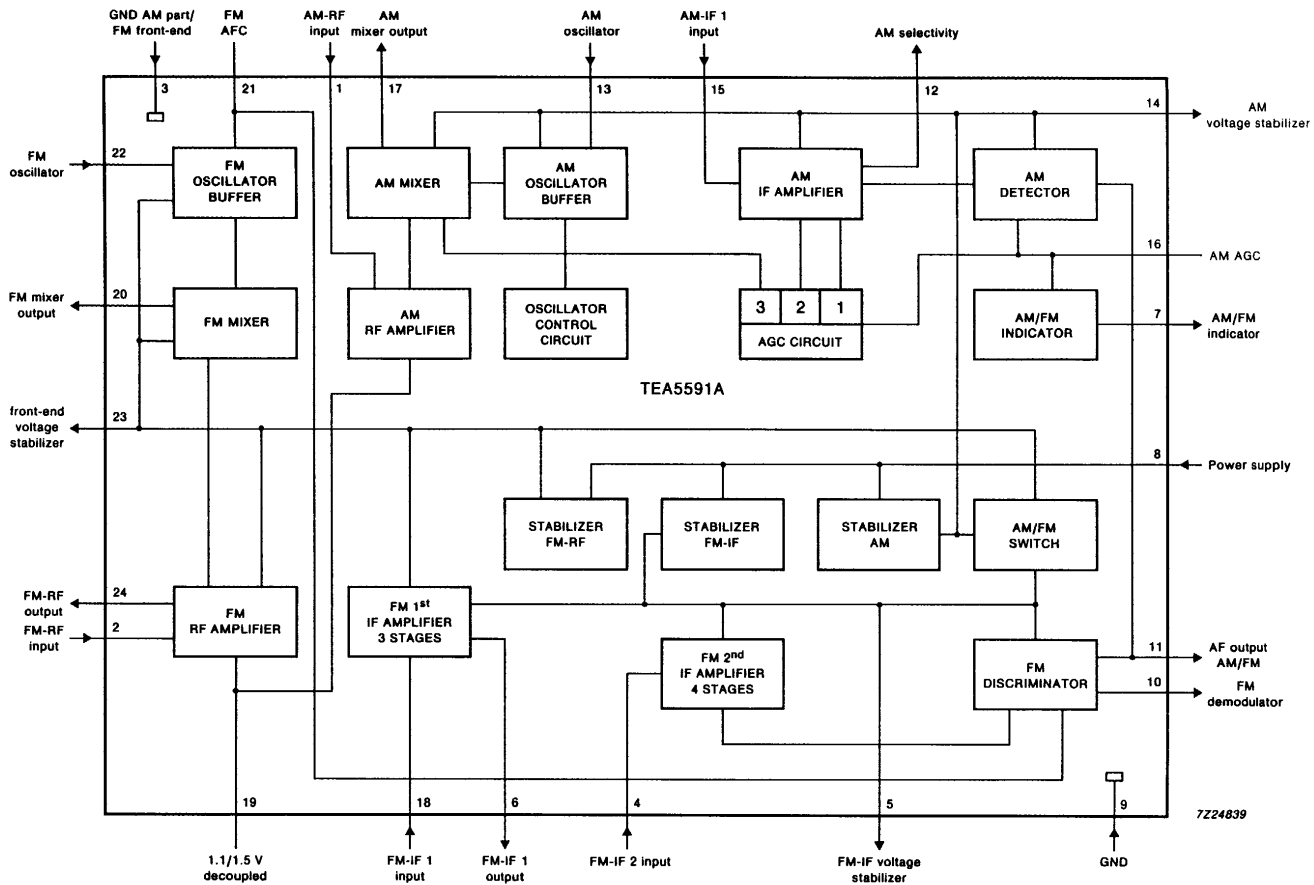 GND AM part/
FM front-end
FM
AFC
AM-RF
input
AM
mixer output
AM
oscillator
AM-IF 1
input
AM selectivity
3
21
1
17
13
15
12
14
AM
voltage stabilizer
FM
oscillator
22
FM
OSCILLATOR
BUFFER
AM MIXER
AM
OSCILLATOR
BUFFER
AM
IF AMPLIFIER
AM
DETECTOR
16
AM AGC
FM mixer
output
20
FM MIXER
AM
RF AMPLIFIER
OSCILLATOR
CONTROL
CIRCUIT
3 2 1
AGC CIRCUIT
AM/FM
INDICATOR
7
AM/FM
indicator
TEA5591A
front-end
voltage
stabilizer
23
8
Power supply
STABILIZER
FM-RF
STABILIZER
FM-IF
STABILIZER
AM
AM/FM
SWITCH
FM-RF
output
24
FM-RF
input
2
FM
RF AMPLIFIER
FM 1st
IF AMPLIFIER
3 STAGES
FM 2nd
IF AMPLIFIER
4 STAGES
FM
DISCRIMINATOR
11
AF output
AM/FM
10
FM
demodulator
19
18
6
4
5
9
7Z24839
1.1/1.5 V
decoupled
FM-IF 1
input
FM-IF 1
output
FM-IF 2 input
FM-IF voltage
stabilizer
GND